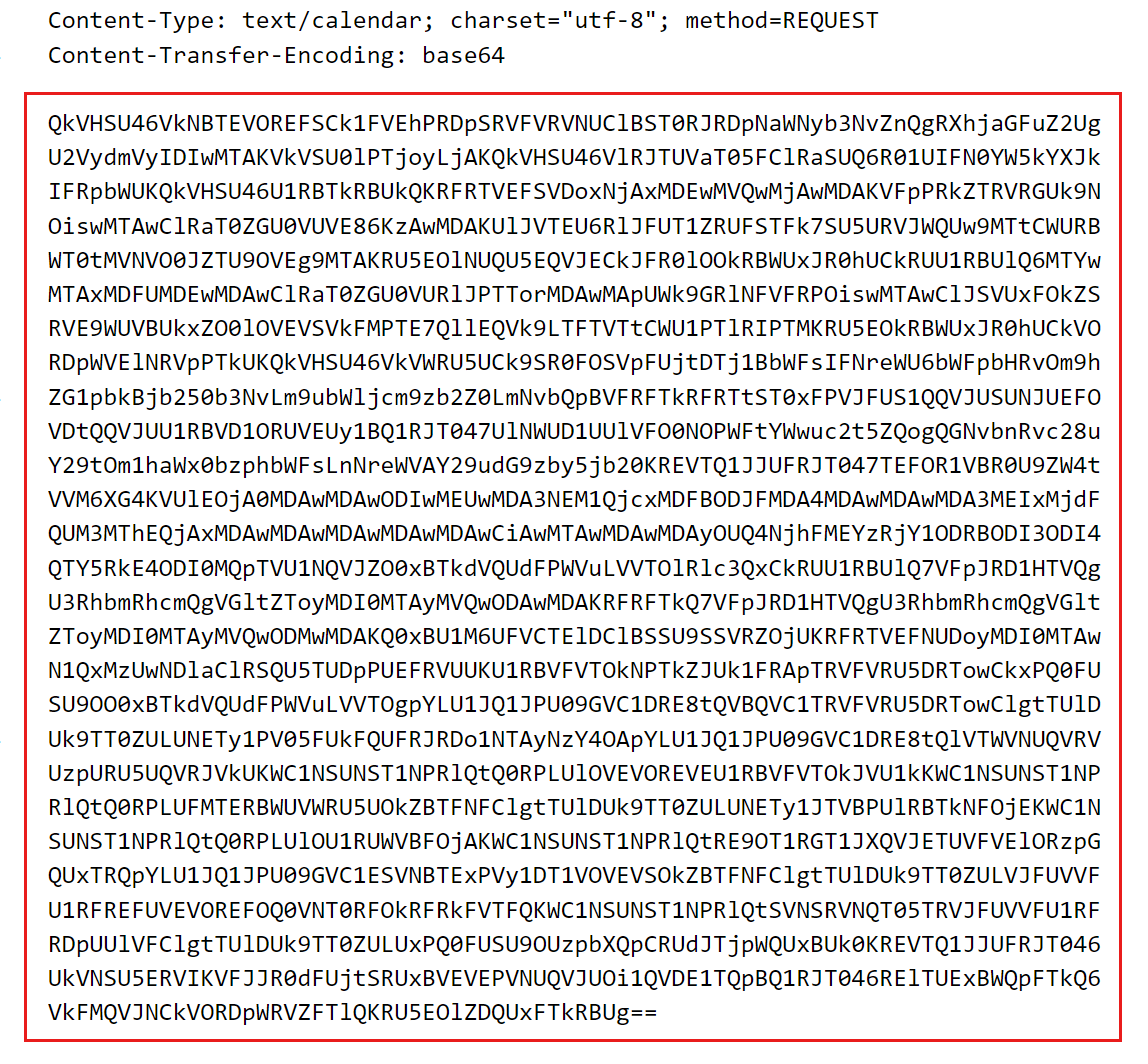 Content-Type: text/calendar; charset="utf-8"; method=REQUEST
Content-Transfer-Encoding: base64
QkVHSU46VkNBTEVOREFSCk1FVEhPRDpSRVFVRVNUClBST0RJRDpNaWNyb3NvZnQgRXhjaGFuZ2Ug
U2VydmVyIDIwMTAKVkVSU0lPTjoyLjAKQkVHSU46VlRJTUVaT05FClRaSUQ6R01UIFN0YW5kYXJk
IFRpbWUKQkVHSU46U1RBTkRBUkQKRFRTVEFSVDoxNjAxMDEwMVQwMjAwMDAKVFpPRkZTRVRGUk9N
OiswMTAwClRaT0ZGU0VUVE86KzAwMDAKUlJVTEU6RlJFUT1ZRUFSTFk7SU5URVJWQUw9MTtCWURB
WT0tMVNVO0JZTU9OVEg9MTAKRU5EOlNUQU5EQVJECkJFR0lOOkRBWUxJR0hUCkRUU1RBUlQ6MTYw
MTAxMDFUMDEwMDAwClRaT0ZGU0VURlJPTTorMDAwMApUWk9GRlNFVFRPOiswMTAwClJSVUxFOkZS
RVE9WUVBUkxZO0lOVEVSVkFMPTE7QllEQVk9LTFTVTtCWU1PTlRIPTMKRU5EOkRBWUxJR0hUCkVO
RDpWVElNRVpPTkUKQkVHSU46VkVWRU5UCk9SR0FOSVpFUjtDTj1BbWFsIFNreWU6bWFpbHRvOm9h
ZG1pbkBjb250b3NvLm9ubWljcm9zb2Z0LmNvbQpBVFRFTkRFRTtST0xFPVJFUS1QQVJUSUNJUEFO
VDtQQVJUU1RBVD1ORUVEUy1BQ1RJT047UlNWUD1UUlVFO0NOPWFtYWwuc2t5ZQogQGNvbnRvc28u
Y29tOm1haWx0bzphbWFsLnNreWVAY29udG9zby5jb20KREVTQ1JJUFRJT047TEFOR1VBR0U9ZW4t
VVM6XG4KVUlEOjA0MDAwMDAwODIwMEUwMDA3NEM1QjcxMDFBODJFMDA4MDAwMDAwMDA3MEIxMjdF
QUM3MThEQjAxMDAwMDAwMDAwMDAwMDAwCiAwMTAwMDAwMDAyOUQ4NjhFMEYzRjY1ODRBODI3ODI4
QTY5RkE4ODI0MQpTVU1NQVJZO0xBTkdVQUdFPWVuLVVTOlRlc3QxCkRUU1RBUlQ7VFpJRD1HTVQg
U3RhbmRhcmQgVGltZToyMDI0MTAyMVQwODAwMDAKRFRFTkQ7VFpJRD1HTVQgU3RhbmRhcmQgVGlt
ZToyMDI0MTAyMVQwODMwMDAKQ0xBU1M6UFVCTElDClBSSU9SSVRZOjUKRFRTVEFNUDoyMDI0MTAw
N1QxMzUwNDlaClRSQU5TUDpPUEFRVUUKU1RBVFVTOkNPTkZJUk1FRApTRVFVRU5DRTowCkxPQ0FU
SU9OO0xBTkdVQUdFPWVuLVVTOgpYLU1JQ1JPU09GVC1DRE8tQVBQVC1TRVFVRU5DRTowClgtTUlD
Uk9TT0ZULUNETy1PV05FUkFQUFRJRDo1NTAyNzY4OApYLU1JQ1JPU09GVC1DRE8tQlVTWVNUQVRV
UzpURU5UQVRJVkUKWC1NSUNST1NPRlQtQ0RPLUlOVEVOREVEU1RBVFVTOkJVU1kKWC1NSUNST1NP
RlQtQ0RPLUFMTERBWUVWRU5UOkZBTFNFClgtTUlDUk9TT0ZULUNETy1JTVBPUlRBTkNFOjEKWC1N
SUNST1NPRlQtQ0RPLUlOU1RUWVBFOjAKWC1NSUNST1NPRlQtRE9OT1RGT1JXQVJETUVFVElORzpG
QUxTRQpYLU1JQ1JPU09GVC1ESVNBTExPVy1DT1VOVEVSOkZBTFNFClgtTUlDUk9TT0ZULVJFUVVF
U1RFREFUVEVOREFOQ0VNT0RFOkRFRkFVTFQKWC1NSUNST1NPRlQtSVNSRVNQT05TRVJFUVVFU1RF
RDpUUlVFClgtTUlDUk9TT0ZULUxPQ0FUSU9OUzpbXQpCRUdJTjpWQUxBUk0KREVTQ1JJUFRJT046
UkVNSU5ERVIKVFJJR0dFUjtSRUxBVEVEPVNUQVJUOi1QVDE1TQpBQ1RJT046RElTUExBWQpFTkQ6
VkFMQVJNCkVORDpWRVZFTlQKRU5EOlZDQUxFTkRBUg==